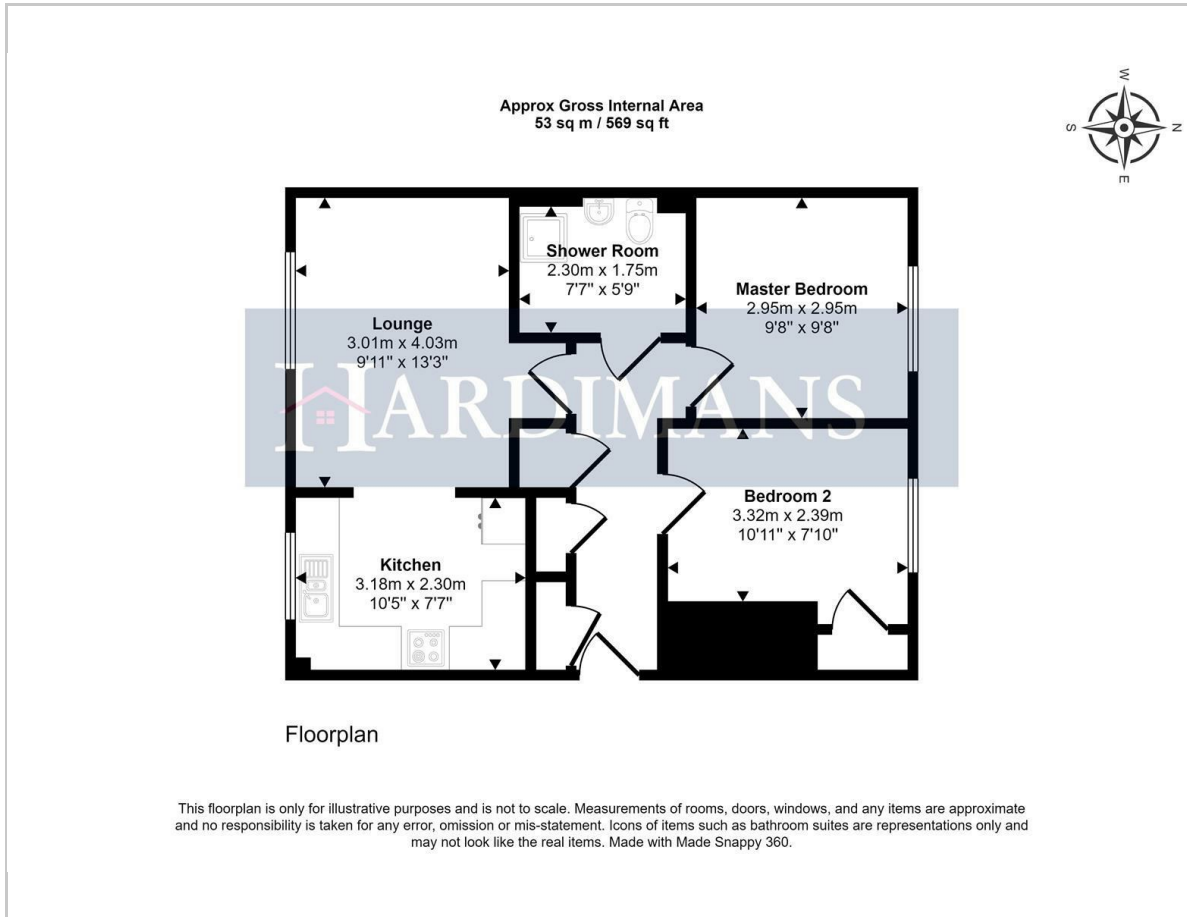 W
S
N
E
Approx Gross Internal Area
53 sq m / 569 sq ft
Shower Room
2.30m x 1.75m
7'7" x 5'9"
Master Bedroom
2.95m x 2.95m
9'8" x 9'8"
Lounge
3.01m x 4.03m
9'11" x 13'3"
HARDIMANS
Bedroom 2
3.32m x 2.39m
10'11" x 7'10"
Kitchen
3.18m x 2.30m
10'5" x 7'7"
Floorplan
This floorplan is only for illustrative purposes and is not to scale. Measurements of rooms, doors, windows, and any items are approximate
and no responsibility is taken for any error, omission or mis-statement. Icons of items such as bathroom suites are representations only and
may not look like the real items. Made with Made Snappy 360.